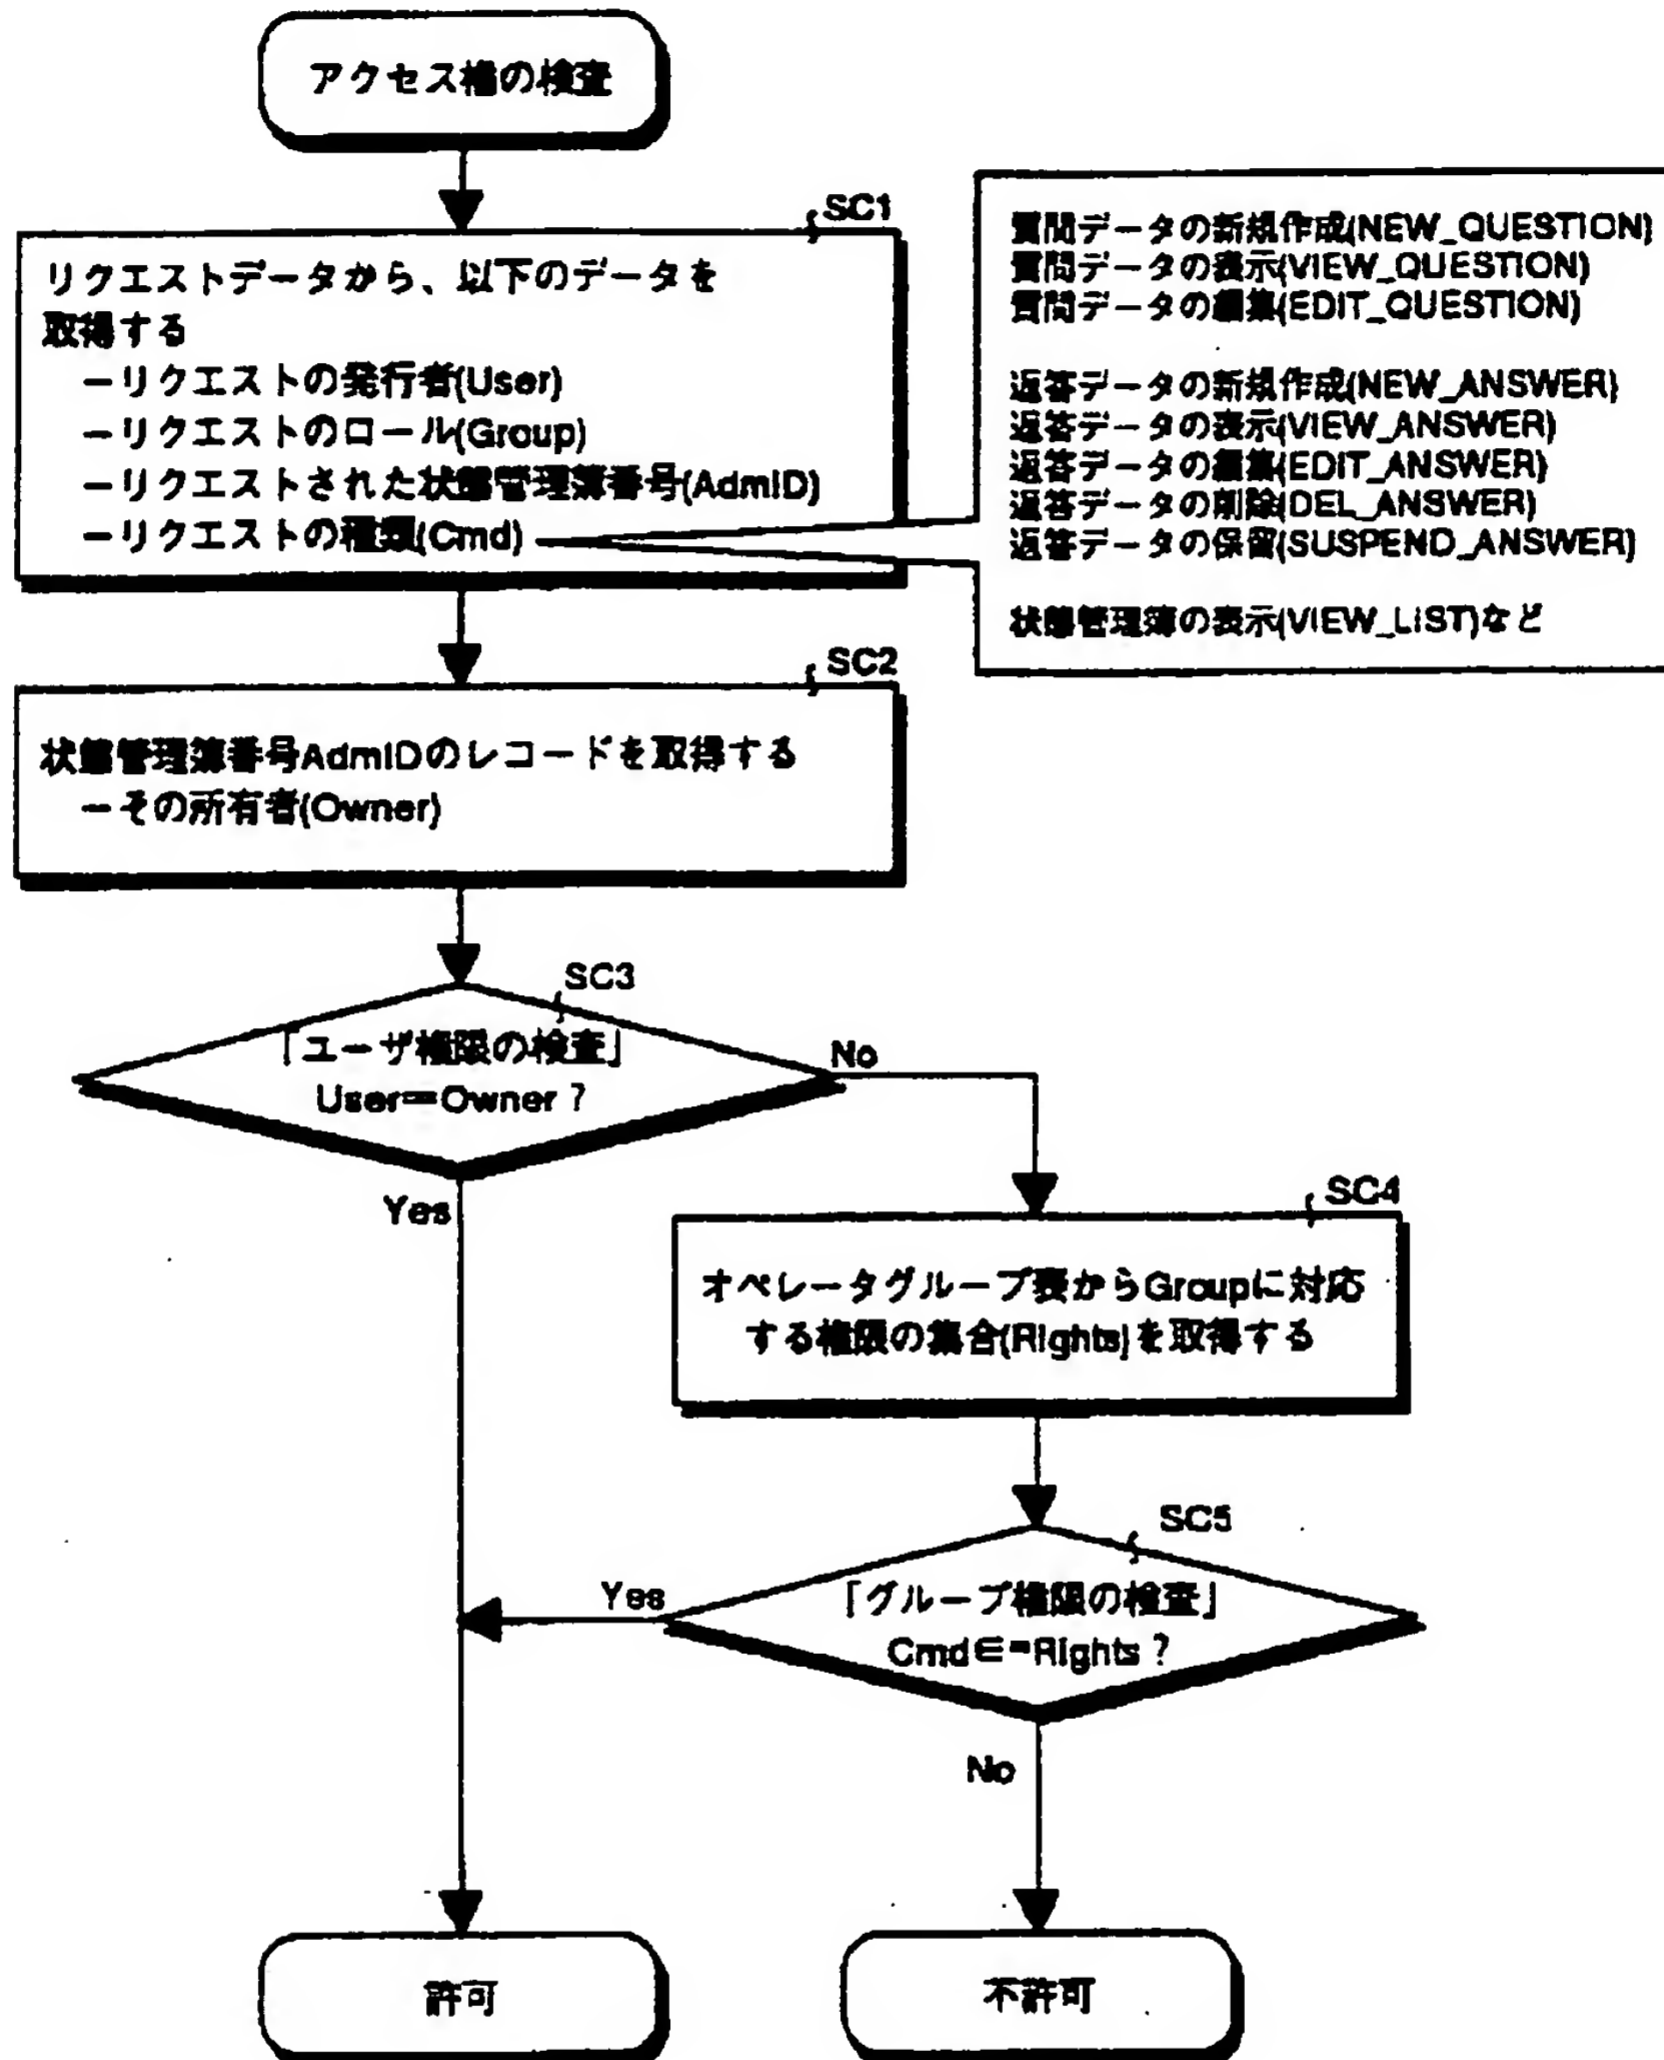 アクセス権の検査
SC1
リクエストデータから、以下のデータを
取得する
ーリクエストの発行者(User)
ーリクエストのロール(Group)
ーリクエストされた状態管理簿番号(AdmID)
ーリクエストの種類(Cmd)
質問データの新規作成(NEW_QUESTION)
質問データの表示(VIEW_QUESTION)
質問データの編集(EDIT_QUESTION)
返答データの新規作成(NEW_ANSWER)
返答データの表示(VIEW_ANSWER)
返答データの編集(EDIT_ANSWER)
返答データの削除(DEL_ANSWER)
返答データの保留(SUSPEND_ANSWER)
状態管理簿の表示(VIEW_LIST)など
SC2
状態管理簿番号AdmIDのレコードを取得する
ーその所有者(Owner)
SC3
「ユーザ権限の検査」
User==Owner ?
No
Yes
SC4
オペレータグループ表からGroupに対応
する権限の集合(Rights)を取得する
SC5
「グループ権限の検査」
Cmd∈=Rights ?
Yes
No
許可
不許可